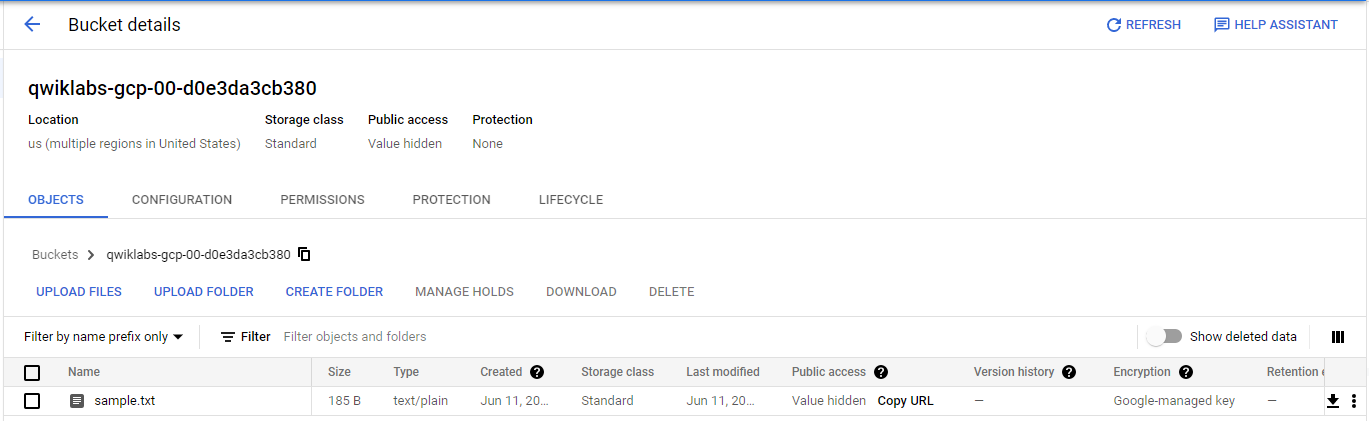 Bucket details REFRESH HELP ASSISTANT
qwiklabs-gcp-00-d0e3da3cb380
Location Storage class Public access Protection
us (multiple regions in United States) Standard Value hidden None
OBJECTS CONFIGURATION PERMISSIONS PROTECTION LIFECYCLE
Buckets qwiklabs-gcp-00-d0e3da3cb380
UPLOAD FILES UPLOAD FOLDER CREATE FOLDER MANAGE HOLDS DOWNLOAD DELETE
Filter by name prefix only Filter Filter objects and folders Show deleted data
Name Size Type Created Storage class Last modified Public access Version history Encryption Retention e
sample.txt 185 B text/plain Jun 11, 20... Standard Jun 11, 20... Value hidden Copy URL — Google-managed key —